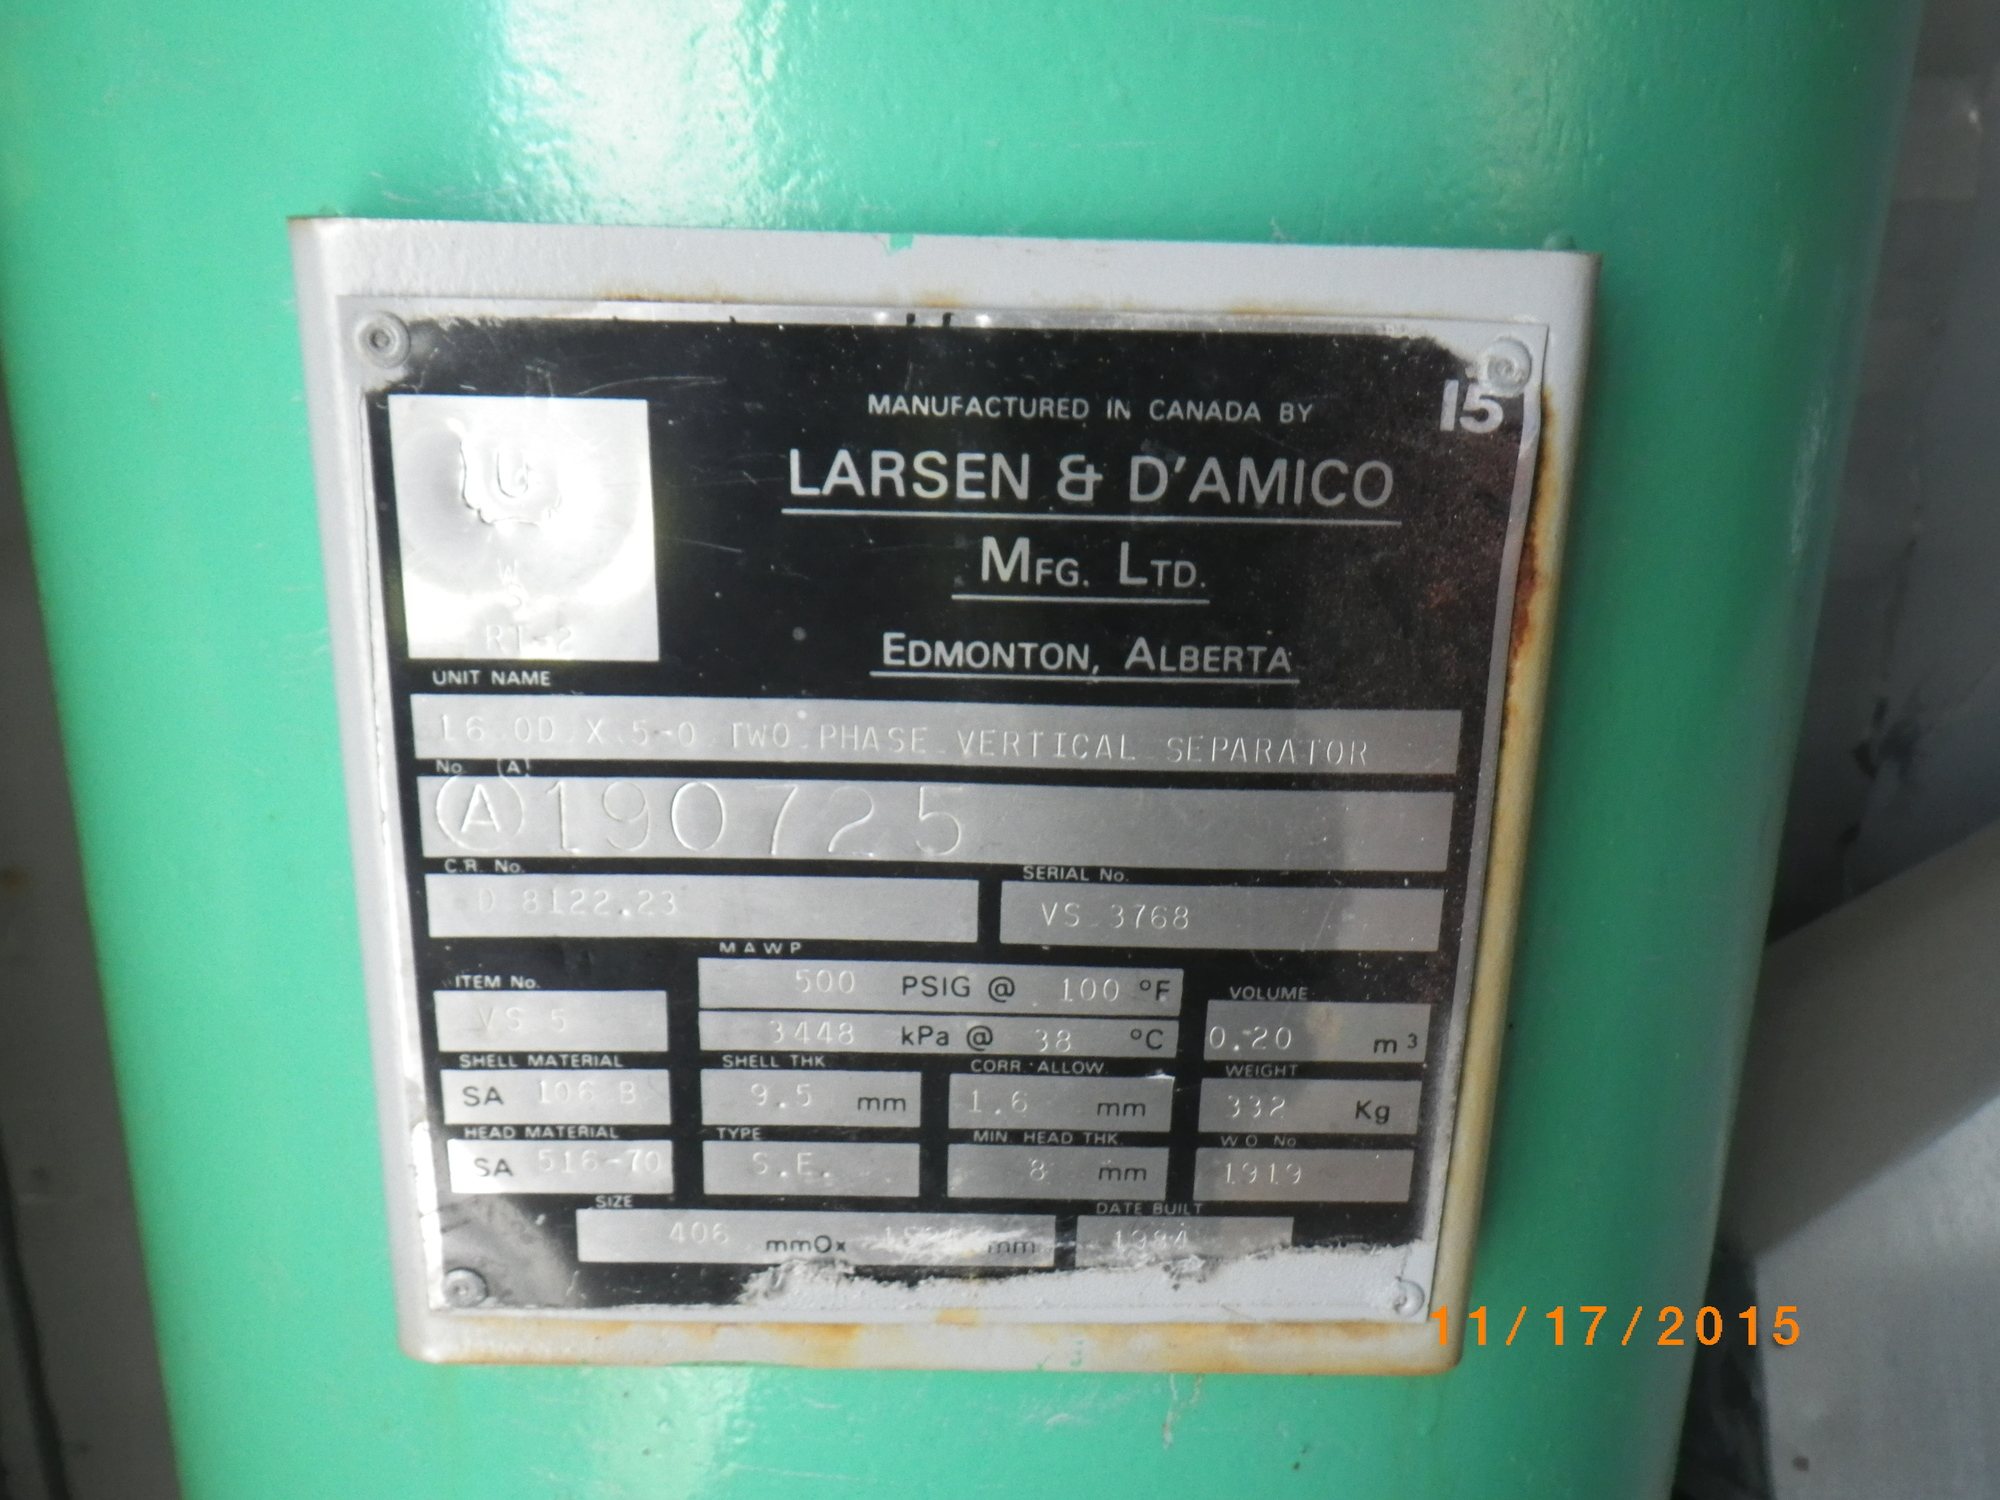 MANUFACTURED IN CANADA BY
15
LARSEN & D'AMICO
MFG. LTD.
EDMONTON, ALBERTA
U
W
S
RT-2
UNIT NAME
16 OD X 5-0 TWO PHASE VERTICAL SEPARATOR
No. (A)
(A) 190725
C.R. No.
D 8122.23
SERIAL No.
VS 3768
MAWP
500 PSIG @ 100 °F
3448 kPa @ 38 °C
ITEM No.
VS 5
VOLUME
0.20 m³
SHELL MATERIAL
SA 106 B
SHELL THK
9.5 mm
CORR. ALLOW.
1.6 mm
WEIGHT
332 Kg
HEAD MATERIAL
SA 516-70
TYPE
S.E.
MIN. HEAD THK.
8 mm
W O No
1919
SIZE
406 mmOx mm
DATE BUILT
1994
11/17/2015